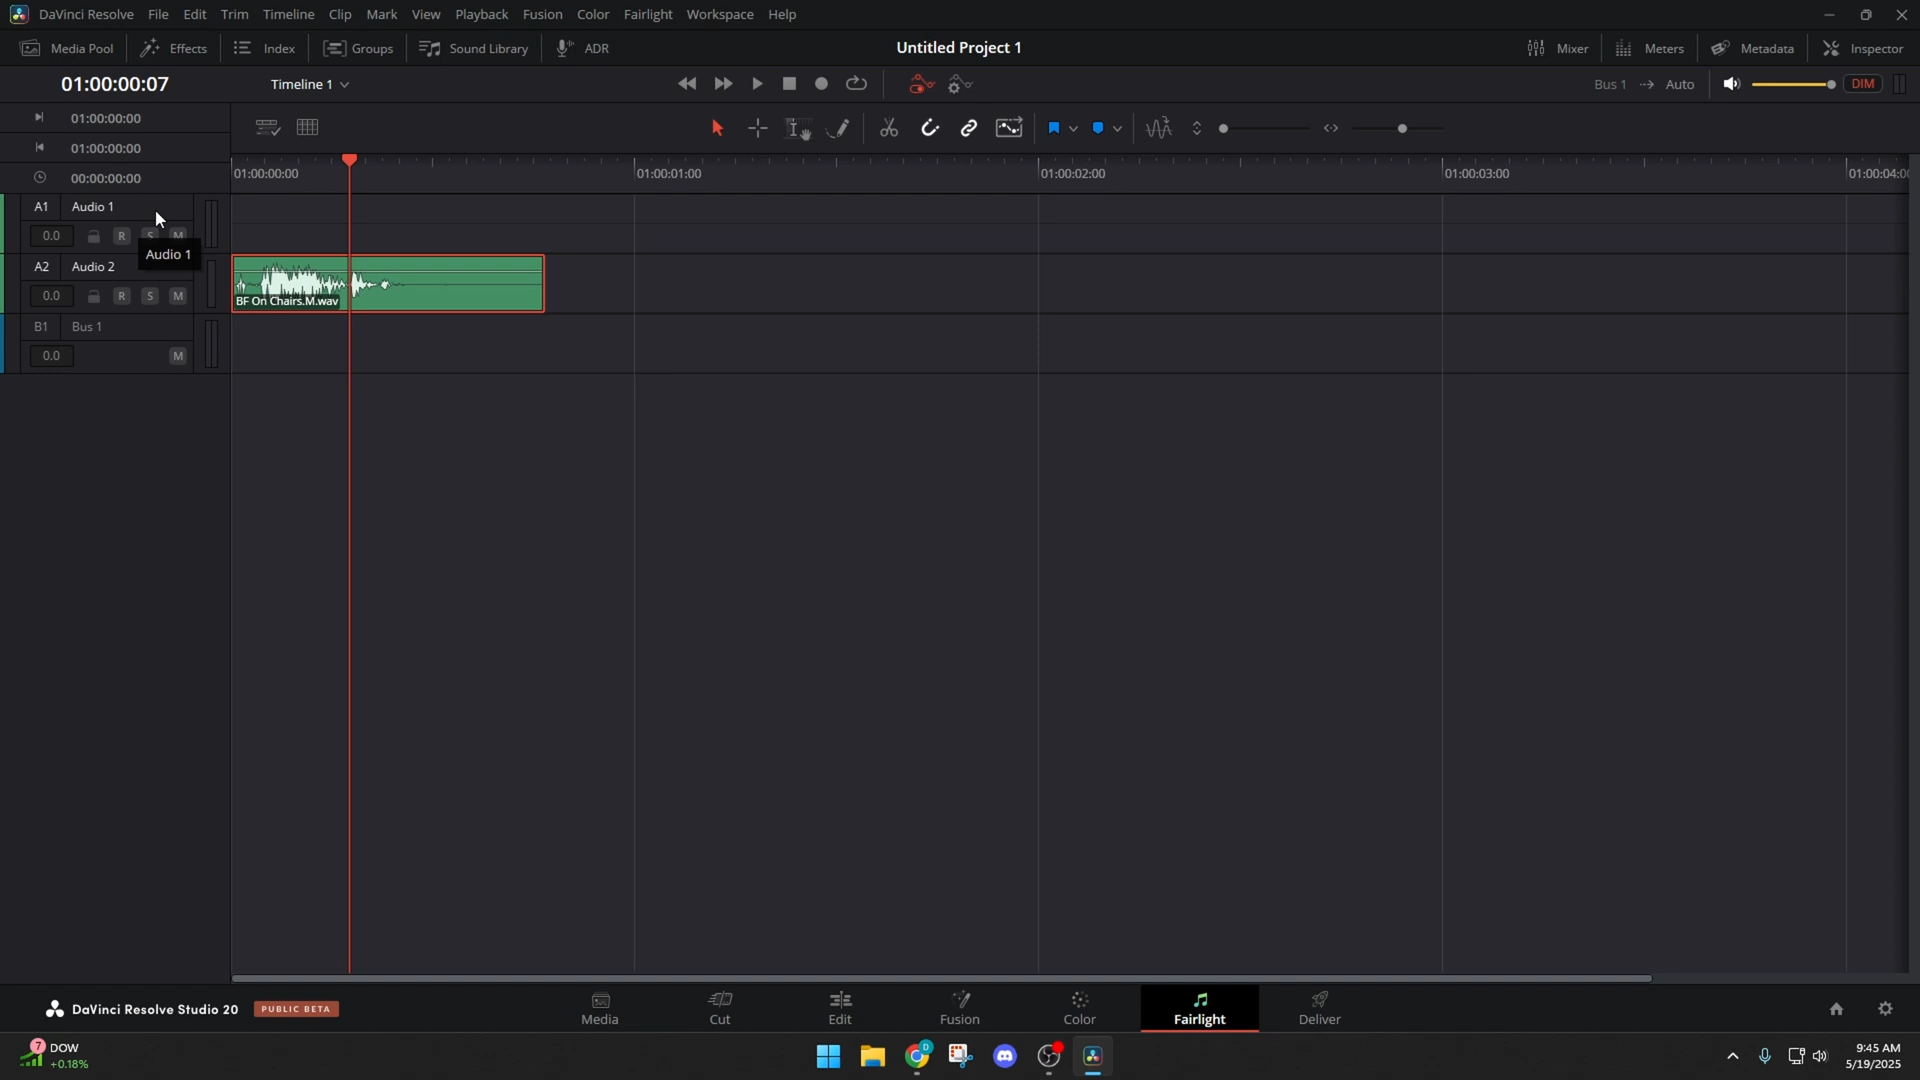 DaVinci Resolve File Edit Trim Timeline Clip Mark View Playback Fusion Color Fairlight Workspace Help
Media Pool Effects Index Groups Sound Library ADR Untitled Project 1 Mixer Meters Metadata Inspector
01:00:00:07 Timeline 1 Bus 1 Auto DIM
01:00:00:00
01:00:00:00
01:00:00:00 01:00:01:00 01:00:02:00 01:00:03:00 01:00:04:0
00:00:00:00
A1 Audio 1
0.0 R S M
Audio 1
A2 Audio 2
0.0 R S M
BF On Chairs.M.wav
B1 Bus 1
0.0 M
DaVinci Resolve Studio 20 PUBLIC BETA
Media Cut Edit Fusion Color Fairlight Deliver
7 DOW
+0.18%
D
9:45 AM
5/19/2025